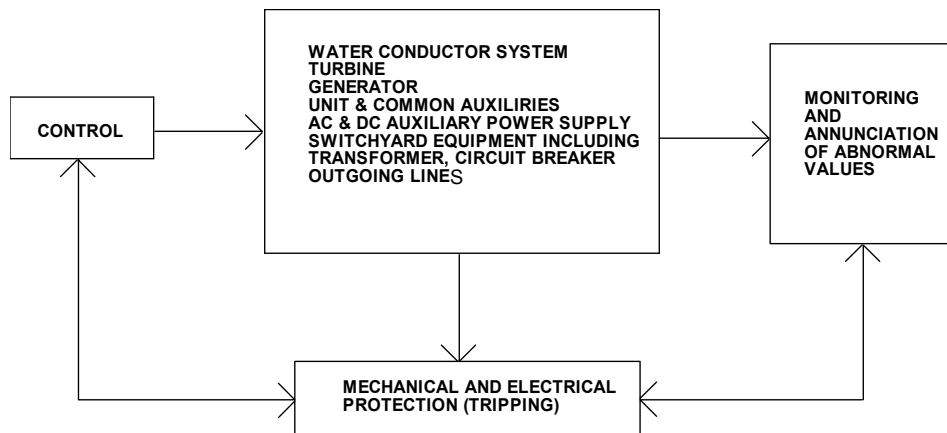 CONTROL
WATER CONDUCTOR SYSTEM
TURBINE
GENERATOR
UNIT & COMMON AUXILIRIES
AC & DC AUXILIARY POWER SUPPLY
SWITCHYARD EQUIPMENT INCLUDING
TRANSFORMER, CIRCUIT BREAKER
OUTGOING LINES
MONITORING
AND
ANNUNCIATION
OF ABNORMAL
VALUES
MECHANICAL AND ELECTRICAL
PROTECTION (TRIPPING)